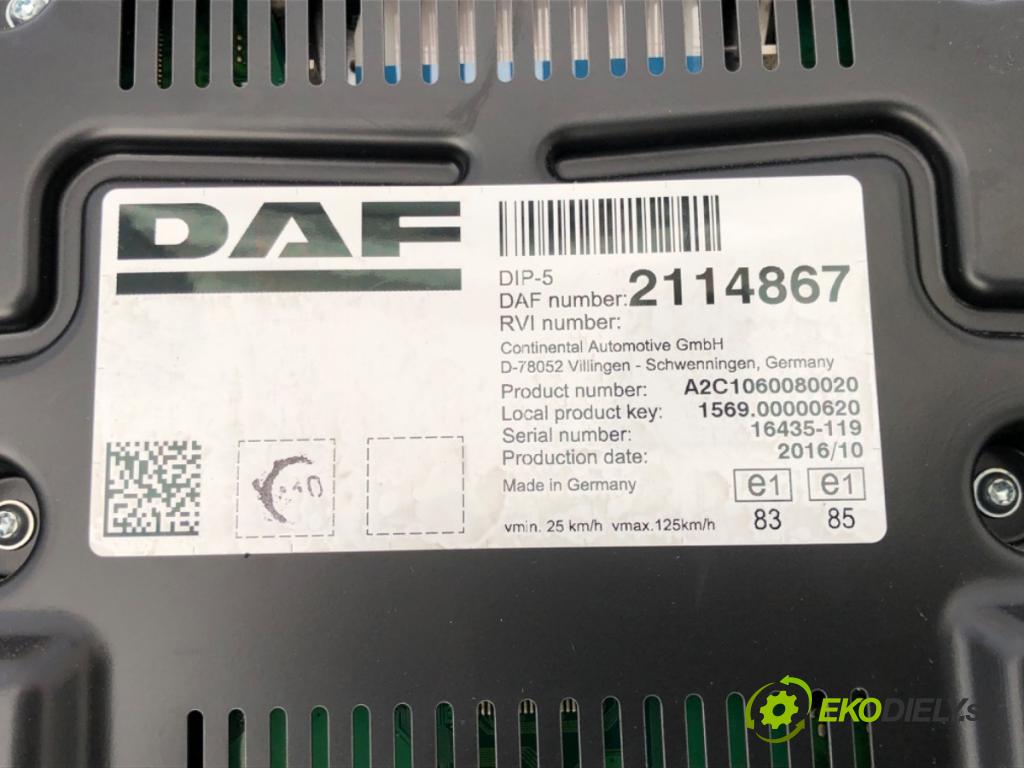 DAF
DIP-5
DAF number: 2114867
RVI number:
Continental Automotive GmbH
D-78052 Villingen - Schwenningen, Germany
Product number: A2C1060080020
Local product key: 1569.00000620
Serial number: 16435-119
Production date: 2016/10
Made in Germany
e1 e1
83 85
vmin. 25 km/h vmax.125km/h
EKODIELY.s